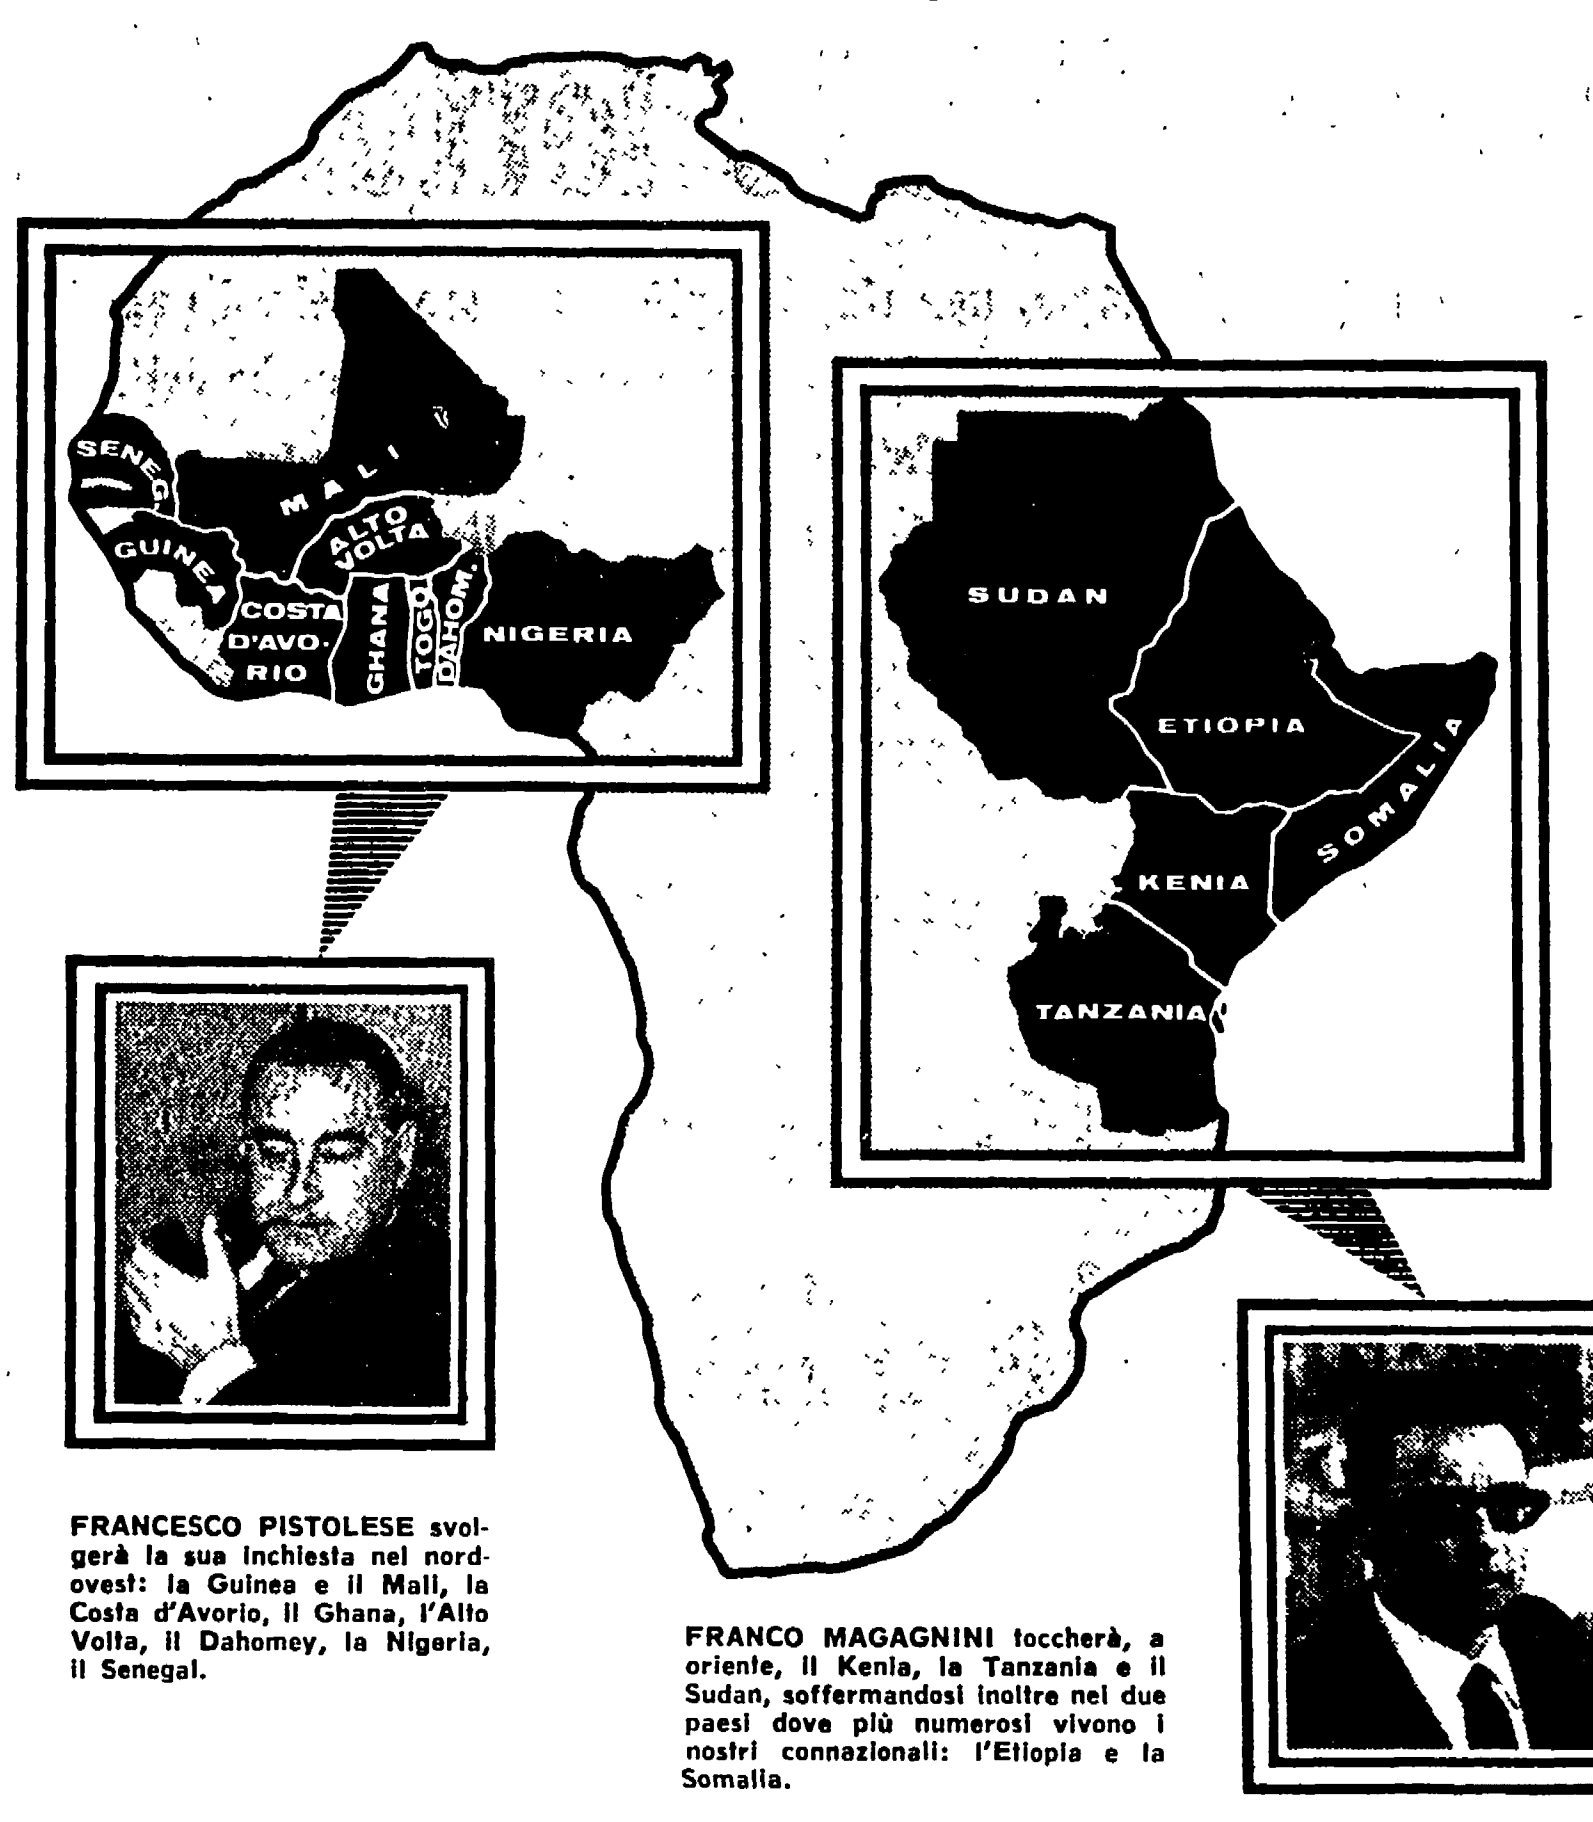 SENEG.
MALI
ALTO
VOLTA
GUINEA
COSTA
D'AVO-
RIO
GHANA
TOGO
DAHOM.
NIGERIA
SUDAN
ETIOPIA
SOMALIA
KENIA
TANZANIA
FRANCESCO PISTOLESE svol-
gerà la sua inchiesta nel nord-
ovest: la Guinea e il Mali, la
Costa d'Avorio, il Ghana, l'Alto
Volta, il Dahomey, la Nigeria,
il Senegal.
FRANCO MAGAGNINI toccherà, a
oriente, il Kenia, la Tanzania e il
Sudan, soffermandosi inoltre nei due
paesi dove più numerosi vivono i
nostri connazionali: l'Etiopia e la
Somalia.